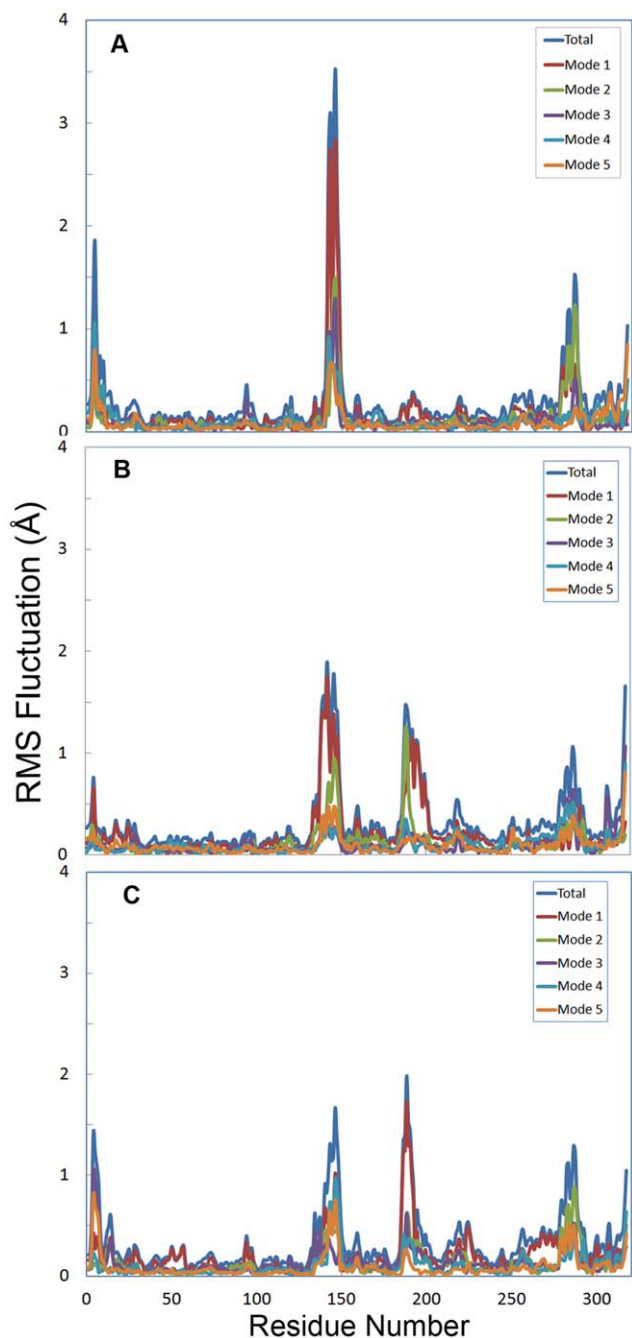 4
A
Total
Mode 1
Mode 2
Mode 3
Mode 4
Mode 5
3
2
1
0
4
B
Total
Mode 1
Mode 2
Mode 3
Mode 4
Mode 5
3
2
1
0
RMS Fluctuation (Å)
4
C
Total
Mode 1
Mode 2
Mode 3
Mode 4
Mode 5
3
2
1
0
0 50 100 150 200 250 300
Residue Number